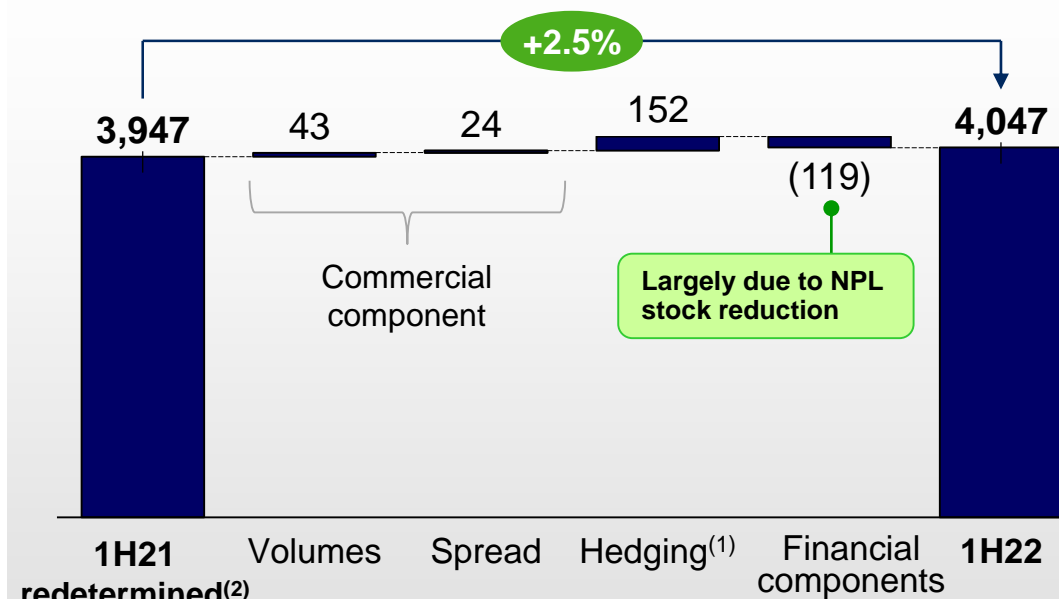 +2.5%
3,947
43
24
152
(119)
4,047
Commercial
component
Largely due to NPL
stock reduction
1H21
redetermined(2)
Volumes
Spread
Hedging(1)
Financial
components
1H22